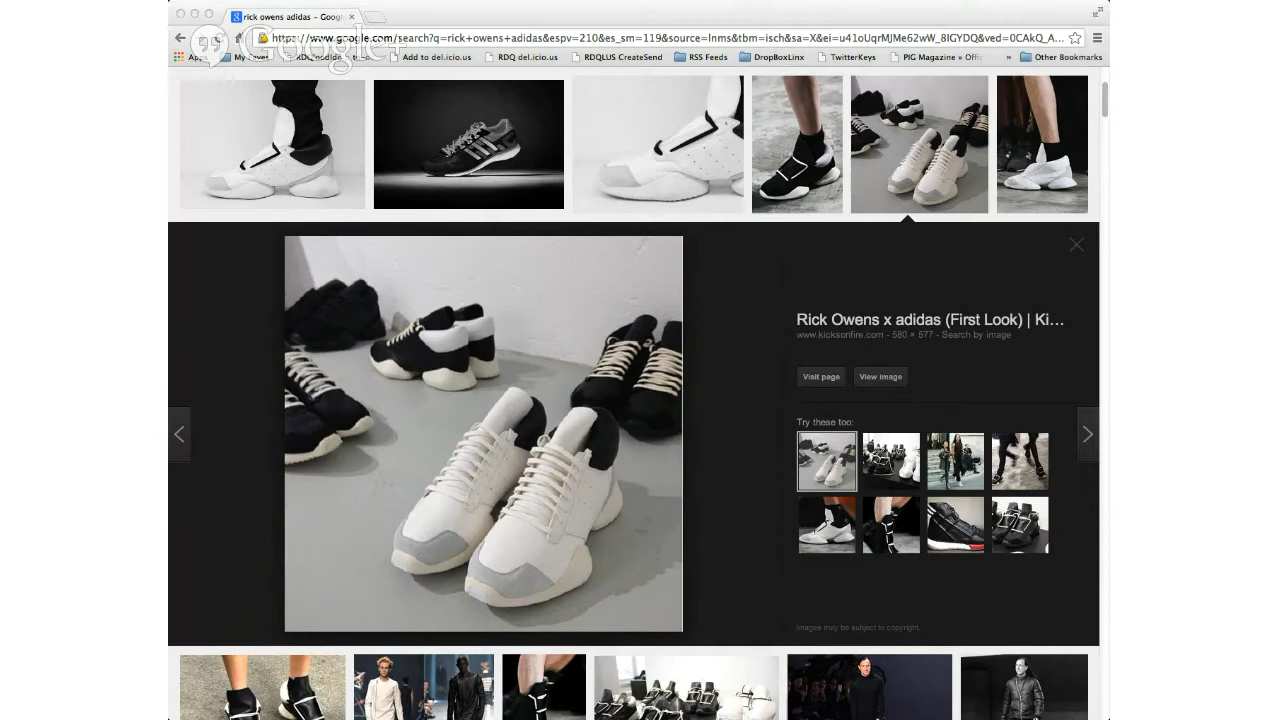 rick owens adidas – Googl
Google+
https://www.google.com/search?q=rick+owens+adidas&espv=210&es_sm=119&source=lnms&tbm=isch&sa=X&ei=u41oUqrMJMe62wW_8IGYDQ&ved=0CAkQ_A...
Add to del.icio.us
RDQ del.icio.us
RDQLUS CreateSend
RSS Feeds
DropBoxLinx
TwitterKeys
PIG Magazine » Offic
»
Other Bookmarks
Rick Owens x adidas (First Look) | Ki...
www.kicksonfire.com - 580 × 577 - Search by image
Visit page
View image
Try these too:
Images may be subject to copyright.